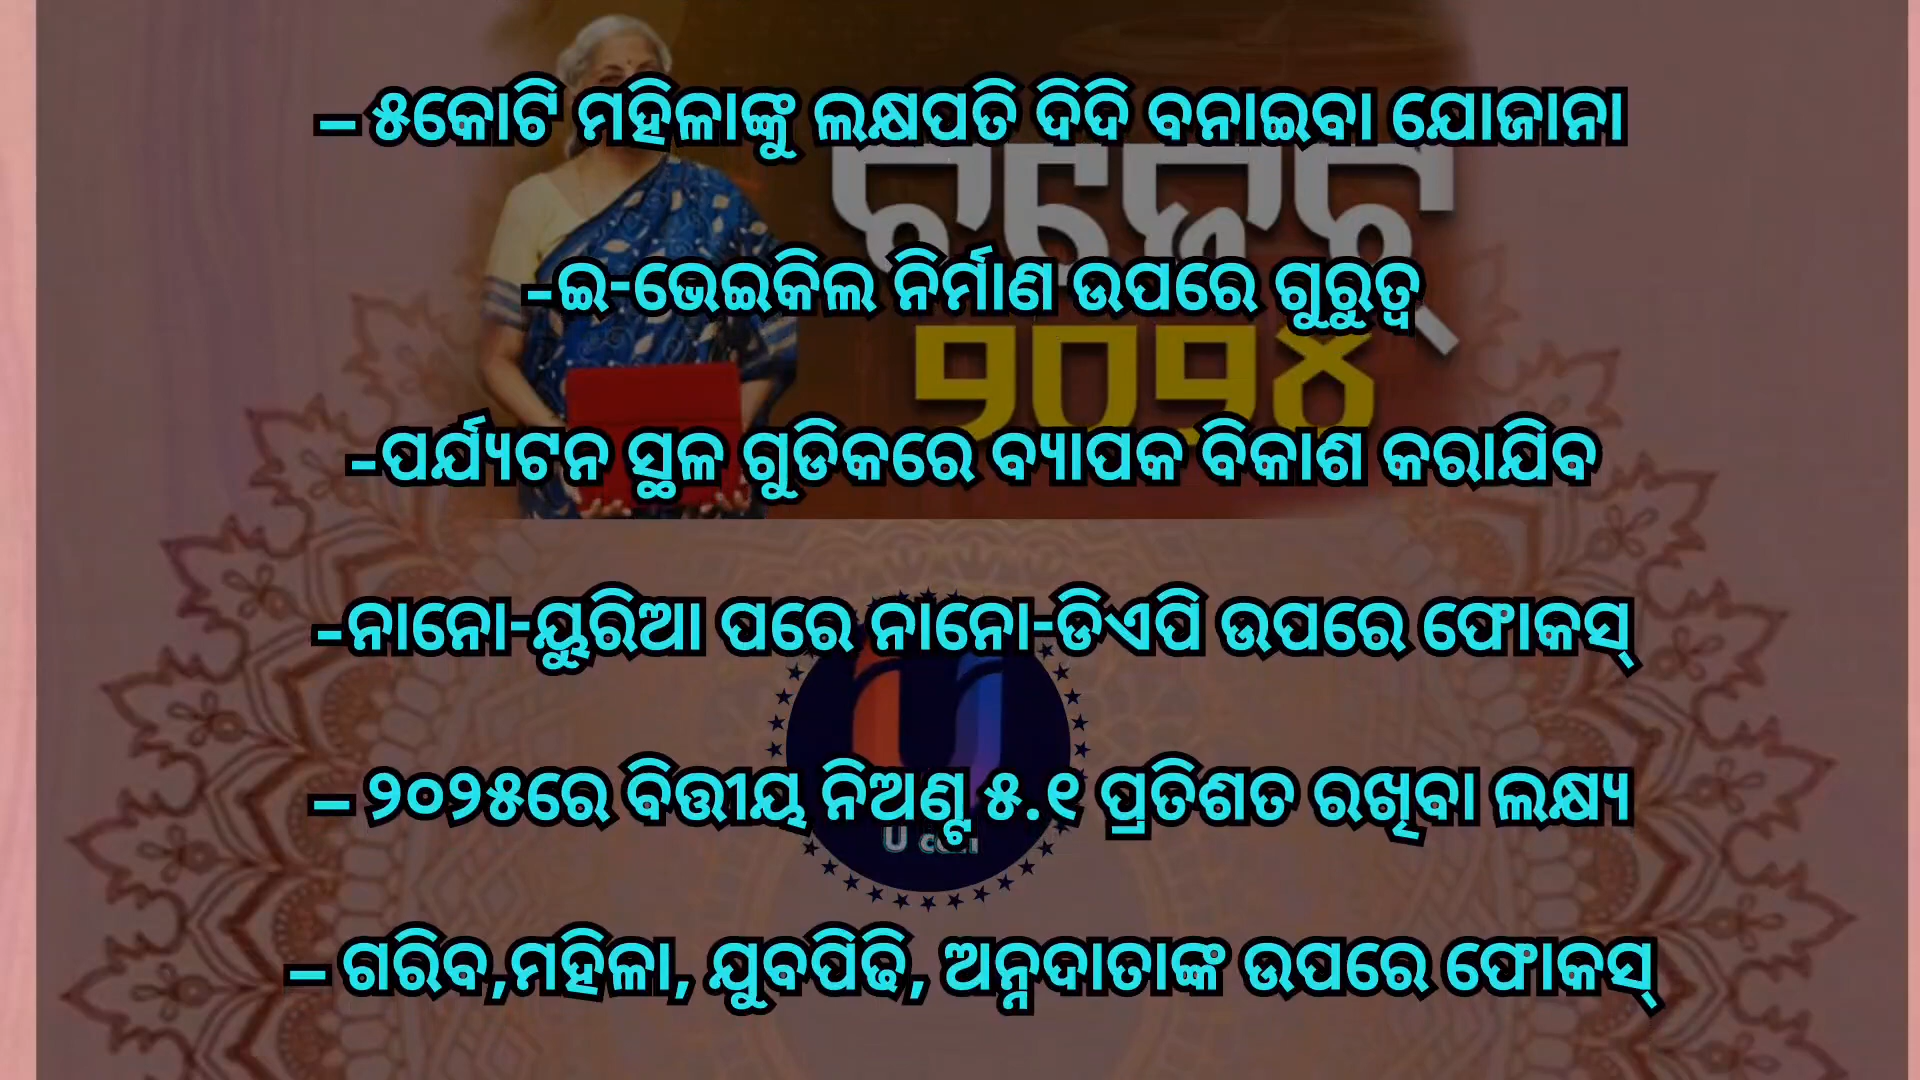 – ୫କୋଟି ମହିଳାଙ୍କୁ ଲକ୍ଷପତି ଦିଦି ବନାଇବା ଯୋଜାନା
-ଇ-ଭେଇକିଲ ନିର୍ମାଣ ଉପରେ ଗୁରୁତ୍ୱ
୨୦୨୪
-ପର୍ଯ୍ୟଟନ ସ୍ଥଳ ଗୁଡିକରେ ବ୍ୟାପକ ବିକାଶ କରାଯିବ
-ନାନୋ-ୟୁରିଆ ପରେ ନାନୋ-ଡିଏପି ଉପରେ ଫୋକସ୍
– ୨୦୨୫ରେ ବିତ୍ତୀୟ ନିଅଣ୍ଟ ୫.୧ ପ୍ରତିଶତ ରଖିବା ଲକ୍ଷ୍ୟ
– ଗରିବ,ମହିଳା, ଯୁବପିଢି, ଅନ୍ନଦାତାଙ୍କ ଉପରେ ଫୋକସ୍